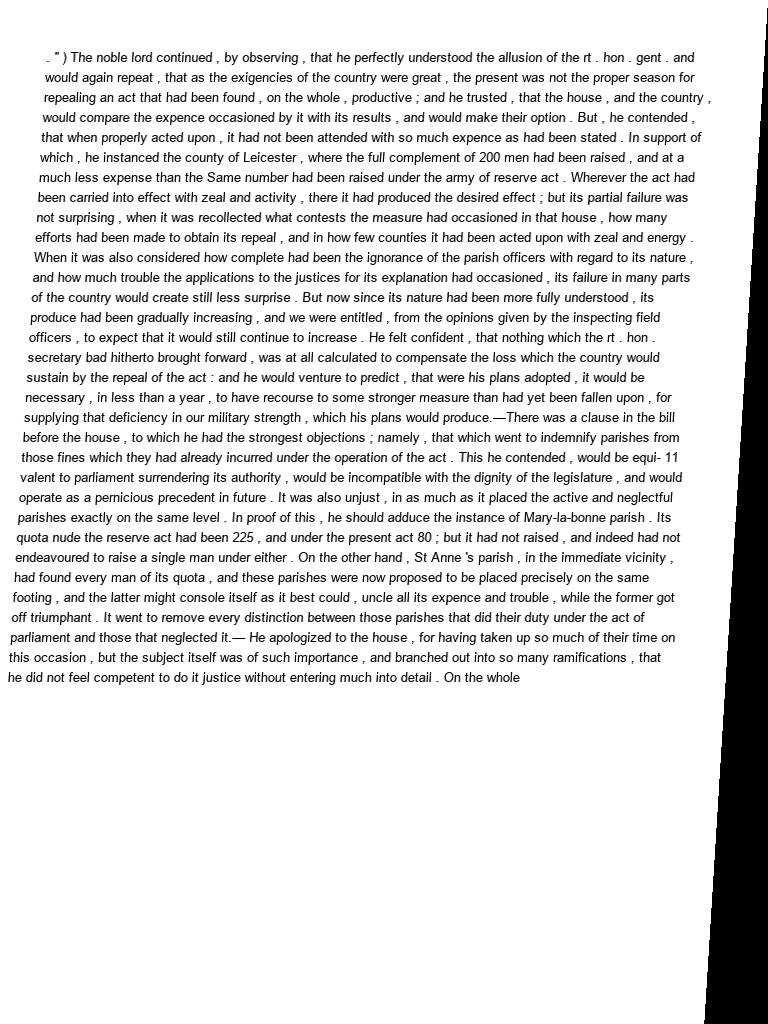 . " ) The noble lord continued , by observing , that he perfectly understood the allusion of the rt . hon . gent . and
would again repeat , that as the exigencies of the country were great , the present was not the proper season for
repealing an act that had been found , on the whole , productive ; and he trusted , that the house , and the country ,
would compare the expence occasioned by it with its results , and would make their option . But , he contended ,
that when properly acted upon , it had not been attended with so much expence as had been stated . In support of
which , he instanced the county of Leicester , where the full complement of 200 men had been raised , and at a
much less expense than the Same number had been raised under the army of reserve act . Wherever the act had
been carried into effect with zeal and activity , there it had produced the desired effect ; but its partial failure was
not surprising , when it was recollected what contests the measure had occasioned in that house , how many
efforts had been made to obtain its repeal , and in how few counties it had been acted upon with zeal and energy .
When it was also considered how complete had been the ignorance of the parish officers with regard to its nature ,
and how much trouble the applications to the justices for its explanation had occasioned , its failure in many parts
of the country would create still less surprise . But now since its nature had been more fully understood , its
produce had been gradually increasing , and we were entitled , from the opinions given by the inspecting field
officers , to expect that it would still continue to increase . He felt confident , that nothing which the rt . hon .
secretary bad hitherto brought forward , was at all calculated to compensate the loss which the country would
sustain by the repeal of the act : and he would venture to predict , that were his plans adopted , it would be
necessary , in less than a year , to have recourse to some stronger measure than had yet been fallen upon , for
supplying that deficiency in our military strength , which his plans would produce.—There was a clause in the bill
before the house , to which he had the strongest objections ; namely , that which went to indemnify parishes from
those fines which they had already incurred under the operation of the act . This he contended , would be equi- 11
valent to parliament surrendering its authority , would be incompatible with the dignity of the legislature , and would
operate as a pernicious precedent in future . It was also unjust , in as much as it placed the active and neglectful
parishes exactly on the same level . In proof of this , he should adduce the instance of Mary-la-bonne parish . Its
quota nude the reserve act had been 225 , and under the present act 80 ; but it had not raised , and indeed had not
endeavoured to raise a single man under either . On the other hand , St Anne 's parish , in the immediate vicinity ,
had found every man of its quota , and these parishes were now proposed to be placed precisely on the same
footing , and the latter might console itself as it best could , uncle all its expence and trouble , while the former got
off triumphant . It went to remove every distinction between those parishes that did their duty under the act of
parliament and those that neglected it.— He apologized to the house , for having taken up so much of their time on
this occasion , but the subject itself was of such importance , and branched out into so many ramifications , that
he did not feel competent to do it justice without entering much into detail . On the whole